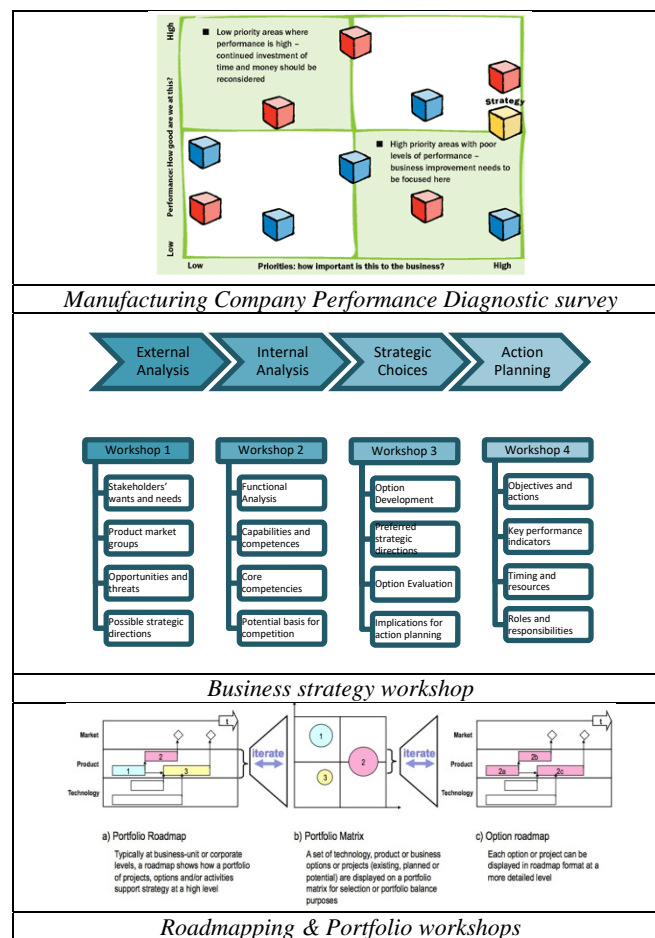 High
■ Low priority areas where
performance is high –
continued investment of
time and money should be
reconsidered
Strategy
Performance: How good are we at this?
■ High priority areas with poor
levels of performance –
business improvement needs to
be focused here
Low
Low
Priorities: how important is this to the business?
High
Manufacturing Company Performance Diagnostic survey
External
Analysis
Internal
Analysis
Strategic
Choices
Action
Planning
Workshop 1
Stakeholders'
wants and needs
Product market
groups
Opportunities and
threats
Possible strategic
directions
Workshop 2
Functional
Analysis
Capabilities and
competences
Core
competencies
Potential basis for
competition
Workshop 3
Option
Development
Preferred
strategic
directions
Option Evaluation
Implications for
action planning
Workshop 4
Objectives and
actions
Key performance
indicators
Timing and
resources
Roles and
responsibilities
Business strategy workshop
t
Market
Product
Technology
1
2
3
iterate
1
2
3
iterate
t
Market
Product
Technology
2a
2b
2c
a) Portfolio Roadmap
Typically at business-unit or corporate
levels, a roadmap shows how a portfolio
of projects, options and/or activities
support strategy at a high level
b) Portfolio Matrix
A set of technology, product or business
options or projects (existing, planned or
potential) are displayed on a portfolio
matrix for selection or portfolio balance
purposes
c) Option roadmap
Each option or project can be
displayed in roadmap format at a
more detailed level
Roadmapping & Portfolio workshops